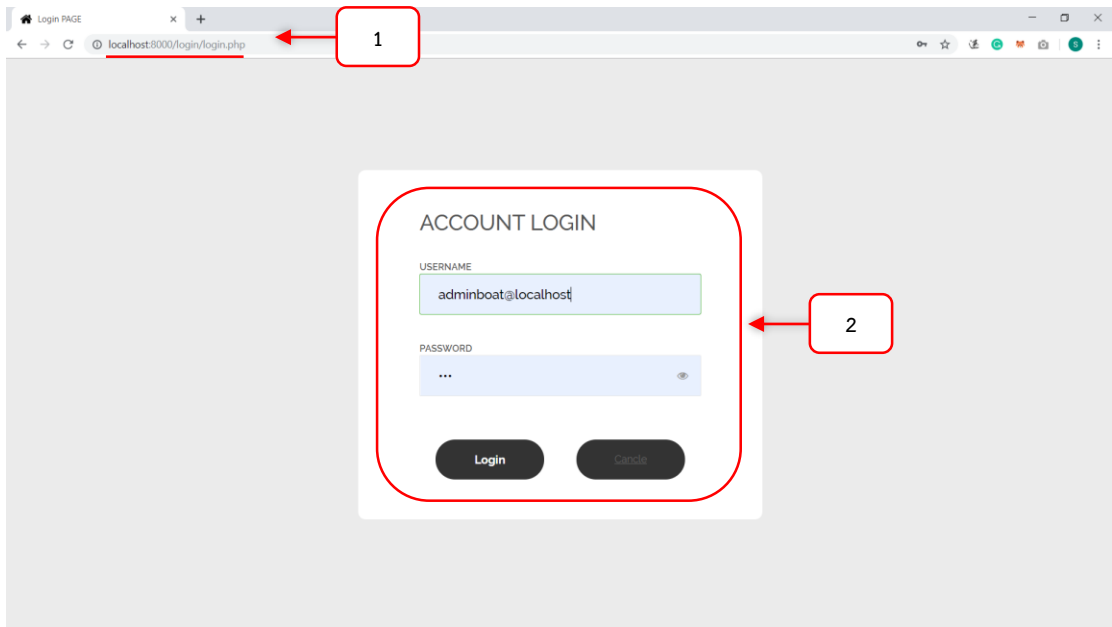 Login PAGE
localhost:8000/login/login.php
1
S
ACCOUNT LOGIN
USERNAME
adminboat@localhost
2
PASSWORD
•••
Login
Cancle